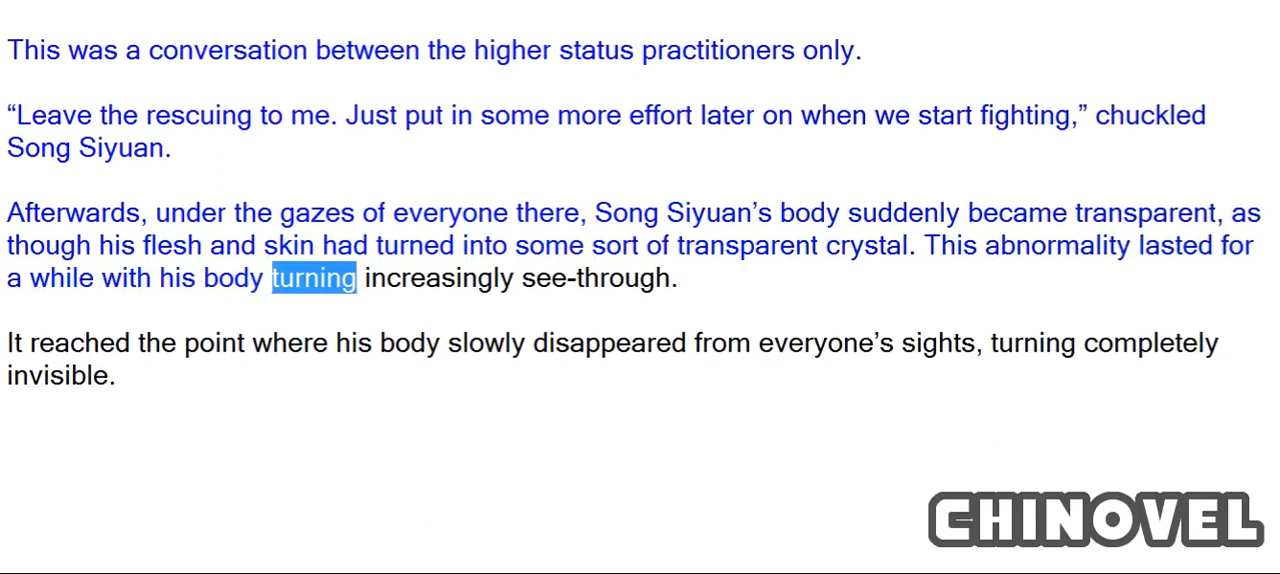 This was a conversation between the higher status practitioners only.
“Leave the rescuing to me. Just put in some more effort later on when we start fighting,” chuckled
Song Siyuan.
Afterwards, under the gazes of everyone there, Song Siyuan’s body suddenly became transparent, as
though his flesh and skin had turned into some sort of transparent crystal. This abnormality lasted for
a while with his body turning increasingly see-through.
It reached the point where his body slowly disappeared from everyone’s sights, turning completely
invisible.
CHINOVEL